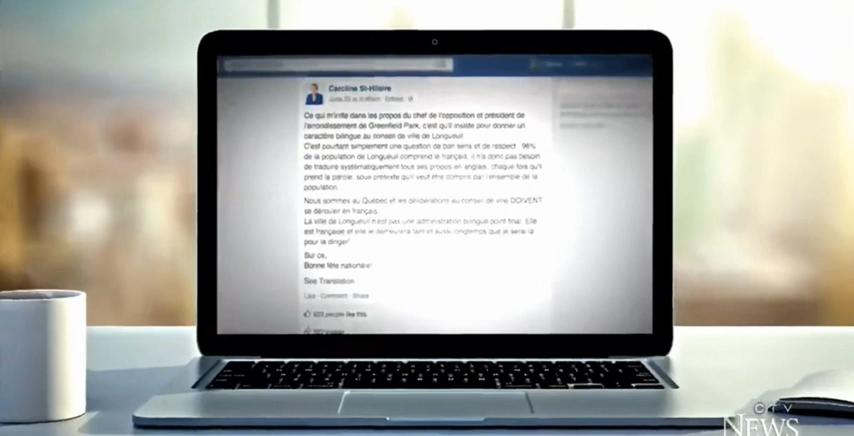 Caroline St-Hilaire
Ce qui m'irrite dans les propos du chef de l'opposition et président de
l'arrondissement de Greenfield Park, c'est qu'il insiste pour donner un
caractère bilingue au conseil de ville de Longueuil.
C'est pourtant simplement une question de bon sens et de respect. 96%
de la population de Longueuil comprend le français, il n'a donc pas besoin
de traduire systématiquement tous ses propos en anglais, chaque fois qu'il
prend la parole, sous prétexte qu'il veut être compris par l'ensemble de la
population.
Nous sommes au Québec et les délibérations au conseil de ville DOIVENT
se dérouler en français.
La ville de Longueuil n'est pas une administration bilingue point final. Elle
est française et elle le demeurera tant et aussi longtemps que je serai là
pour la diriger!
Sur ce,
Bonne fête nationale!
See Translation
Like · Comment · Share
people like this.
©TV
NEWS